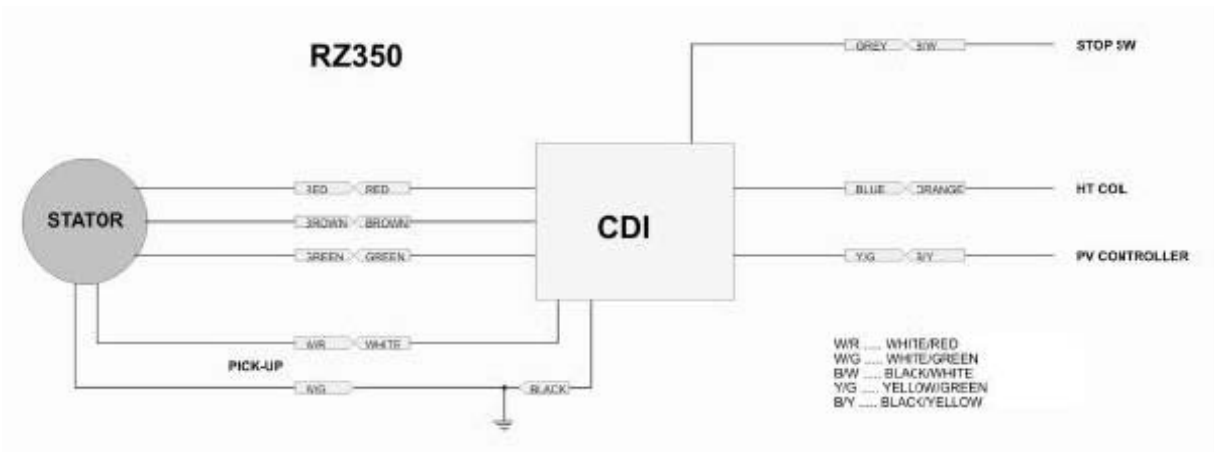 RZ350
GREY B/W STOP SW
RED RED
BLUE ORANGE HT COIL
STATOR
BROWN BROWN
CDI
GREEN GREEN
Y/G B/Y PV CONTROLLER
W/R WHITE
PICK-UP
W/G BLACK
W/R ..... WHITE/RED
W/G ..... WHITE/GREEN
B/W ..... BLACK/WHITE
Y/G ..... YELLOW/GREEN
B/Y ..... BLACK/YELLOW